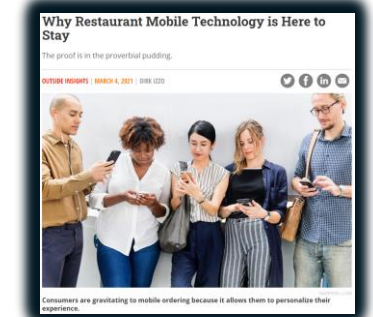 Why Restaurant Mobile Technology is Here to
Stay
The proof is in the proverbial pudding.
OUTSIDE INSIGHTS | MARCH 4, 2021 | DIRK IZZO
Consumers are gravitating to mobile ordering because it allows them to personalize their
experience.